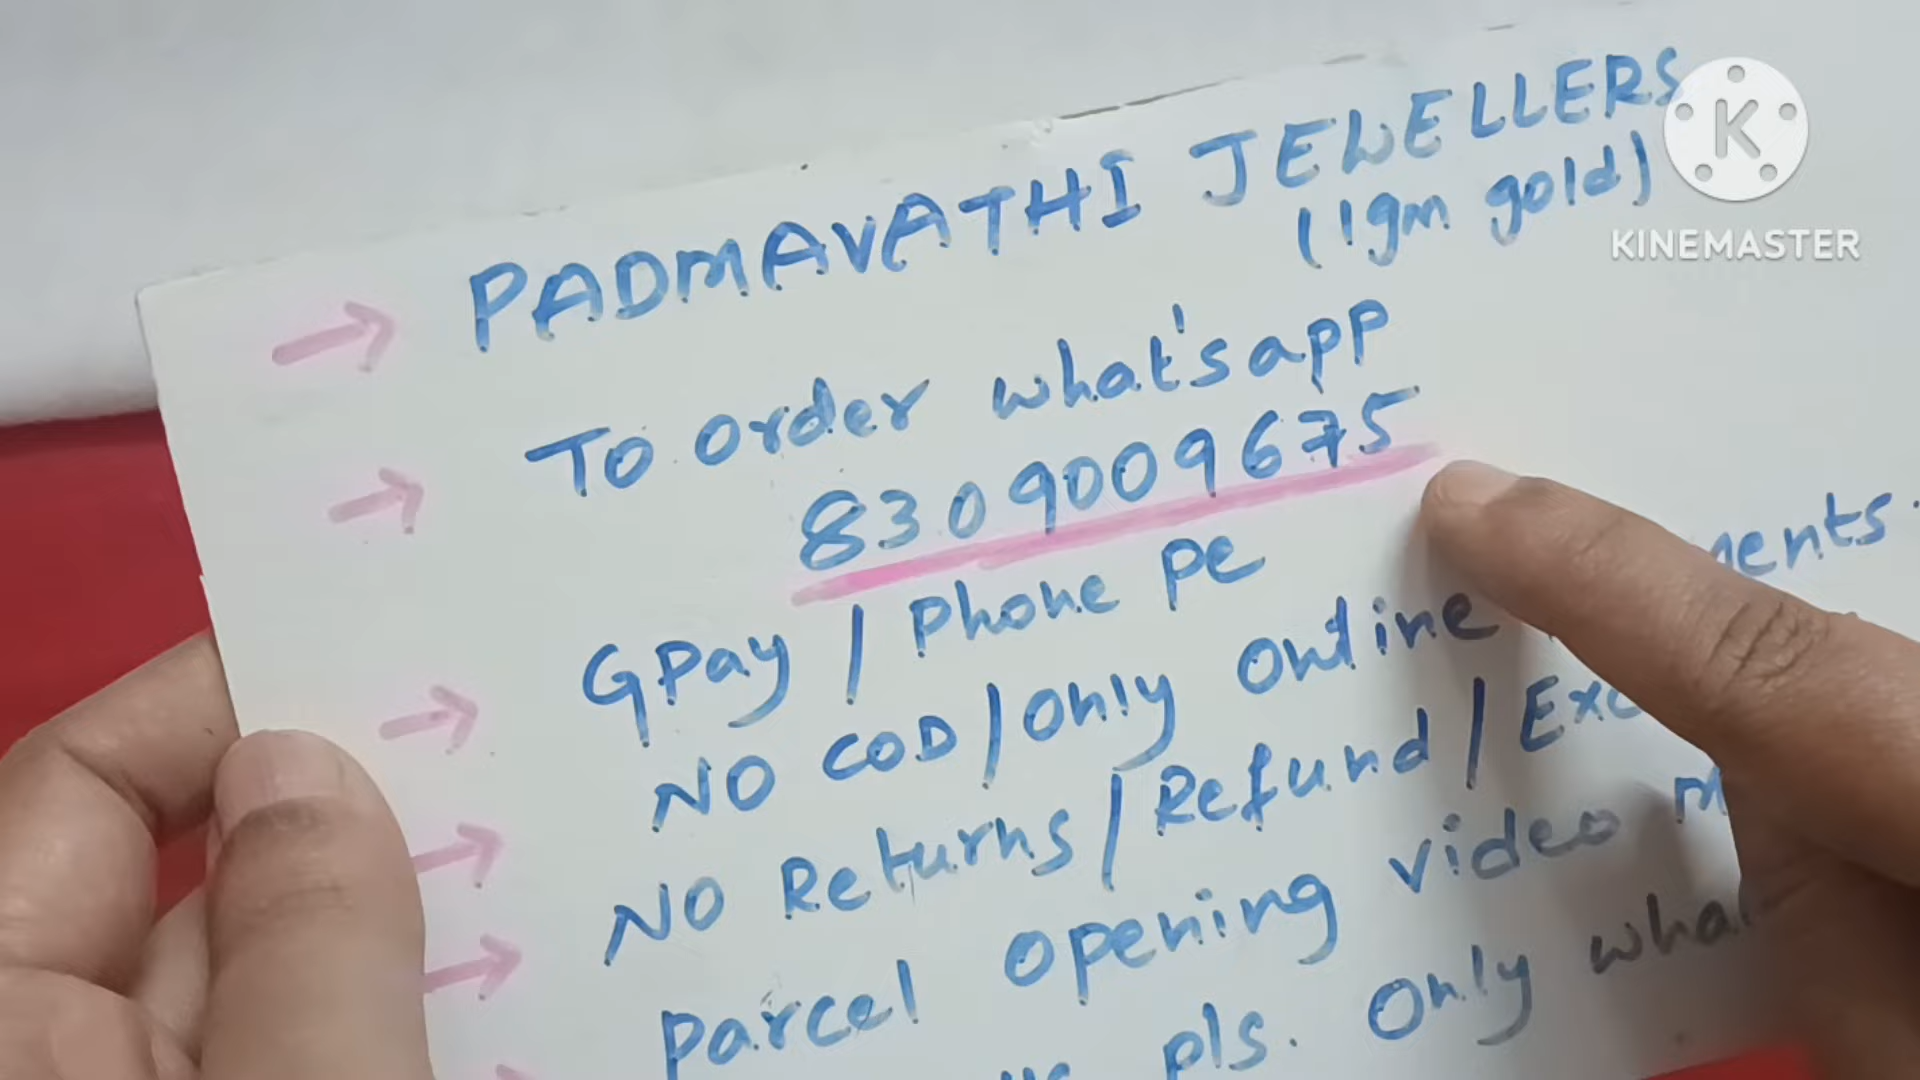 PADMAVATHI JEWELLERS
(1gm gold)
To order what'sapp
8309009675
GPay / Phone Pe
NO COD / Only Online
NO Returns / Refund /
Parcel opening video
pls. Only
K
KINEMASTER